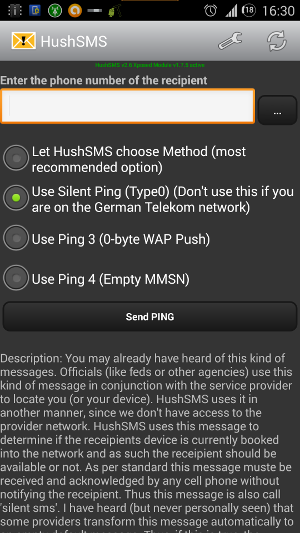 16:30
HushSMS
HushSMS v2.8 Xposed Module v1.7.5 active
Enter the phone number of the recipient
...
Let HushSMS choose Method (most
recommended option)
Use Silent Ping (Type0) (Don't use this if you
are on the German Telekom network)
Use Ping 3 (0-byte WAP Push)
Use Ping 4 (Empty MMSN)
Send PING
Description: You may already have heard of this kind of
messages. Officials (like feds or other agencies) use this
kind of message in conjunction with the service provider
to locate you (or your device). HushSMS uses it in
another manner, since we don't have access to the
provider network. HushSMS uses this message to
determine if the receipients device is currently booked
into the network and as such the receipient should be
available or not. As per standard this message muste be
received and acknowledged by any cell phone without
notifying the receipient. Thus this message is also call
'silent sms'. I have heard (but never personally seen) that
some providers transform this message automatically to